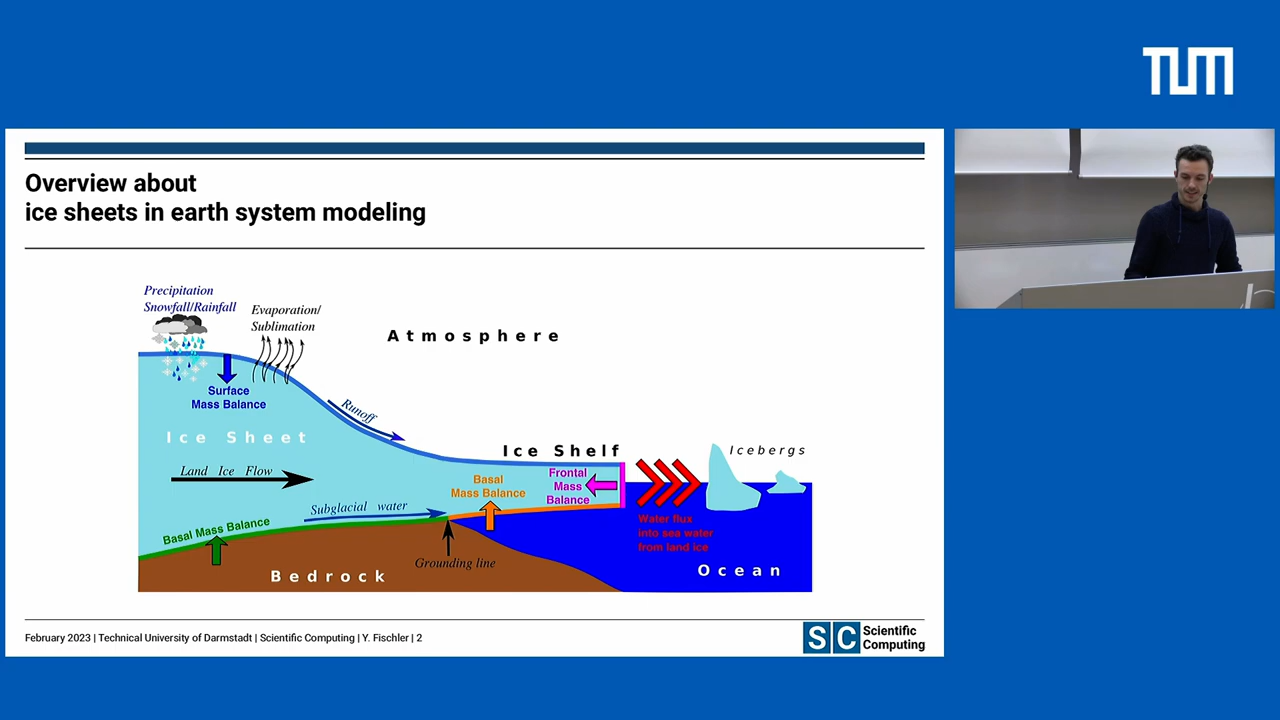 TUM
Overview about
ice sheets in earth system modeling
Precipitation
Snowfall/Rainfall
Evaporation/
Sublimation
Atmosphere
Surface
Mass Balance
Runoff
Ice Sheet
Ice Shelf
Icebergs
Land Ice Flow
Basal
Mass Balance
Frontal
Mass
Balance
Subglacial water
Water flux
into sea water
from land ice
Basal Mass Balance
Grounding line
Bedrock
Ocean
February 2023 | Technical University of Darmstadt | Scientific Computing | Y. Fischler | 2
SC
Scientific
Computing